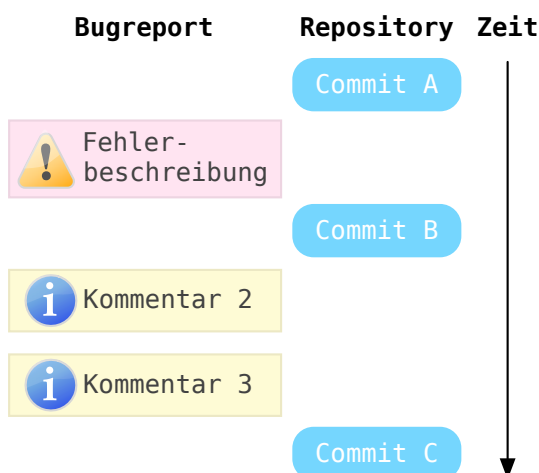 Bugreport Repository Zeit
Commit A
Fehler-
beschreibung
Commit B
Kommentar 2
Kommentar 3
Commit C